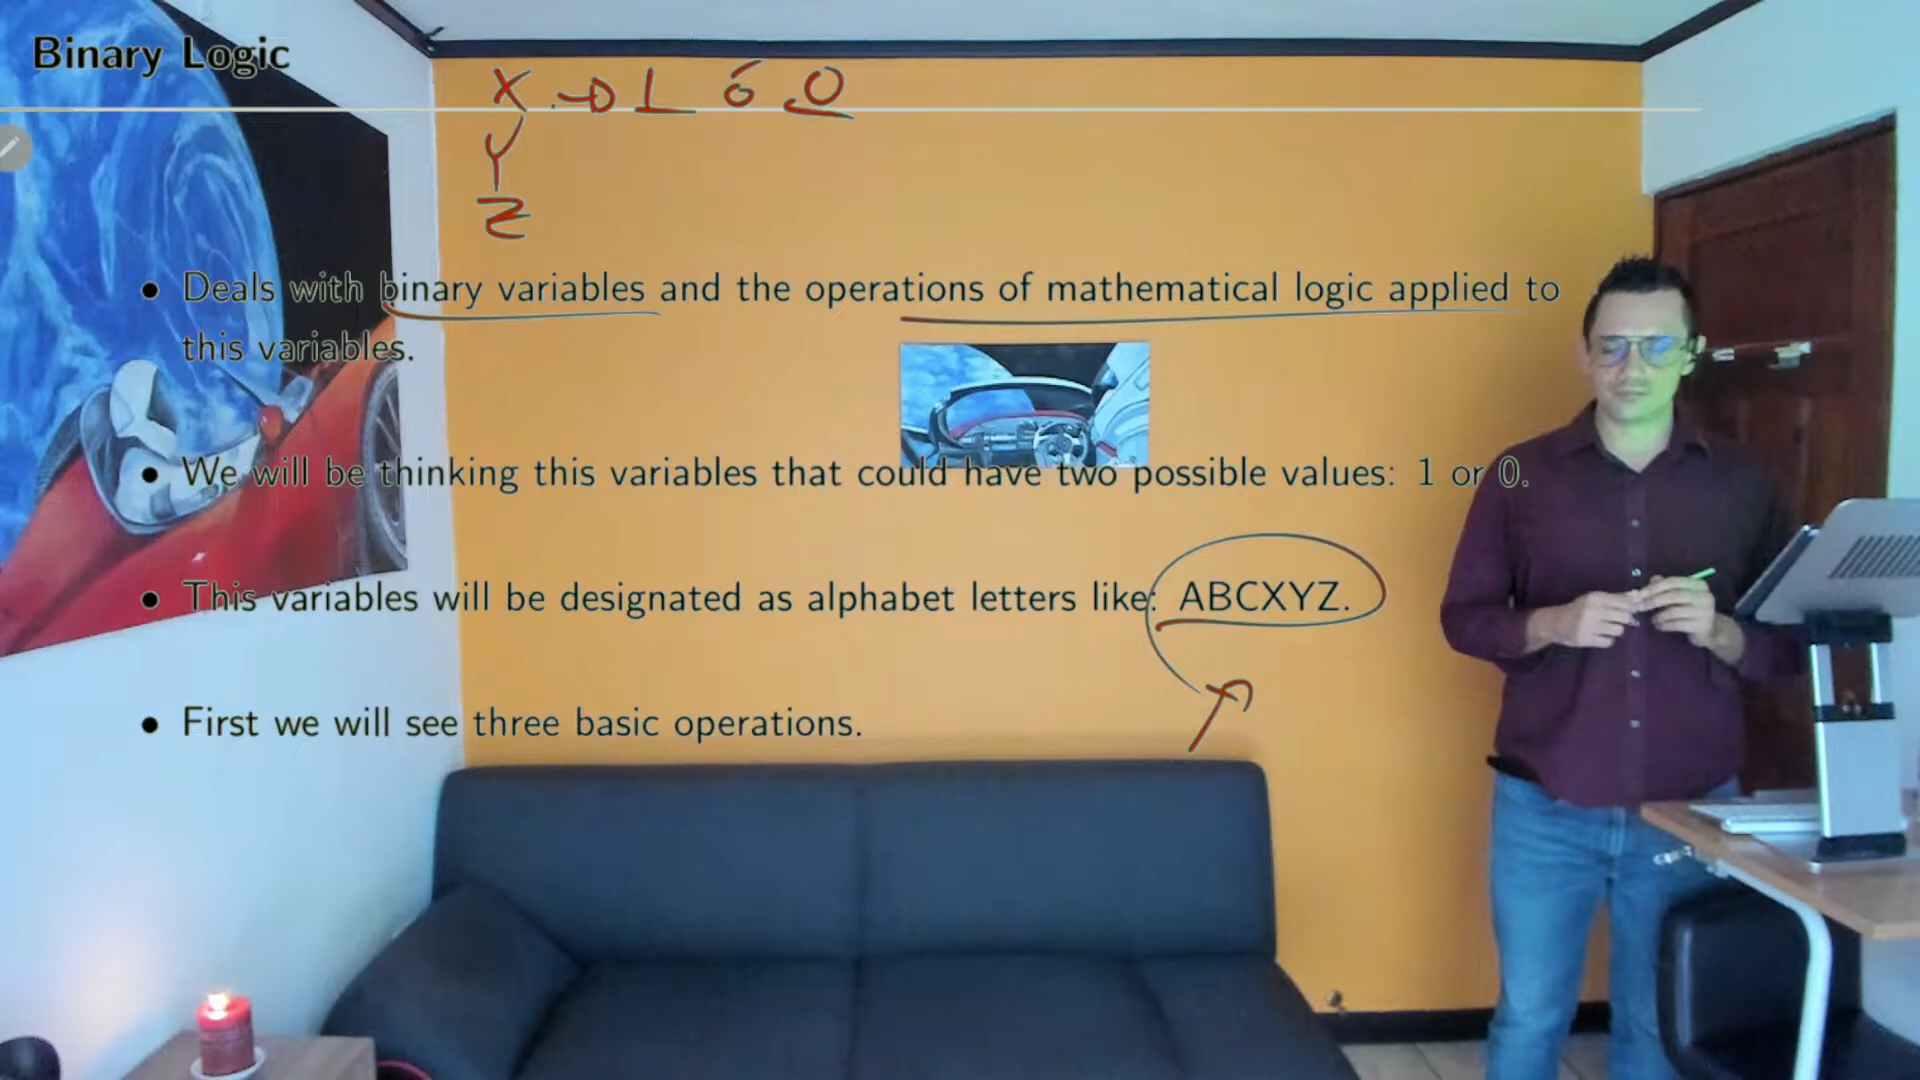 Binary Logic
X → 1 ó 0
Y
Z
• Deals with binary variables and the operations of mathematical logic applied to
this variables.
• We will be thinking this variables that could have two possible values: 1 or 0.
• This variables will be designated as alphabet letters like: ABCXYZ.
• First we will see three basic operations.